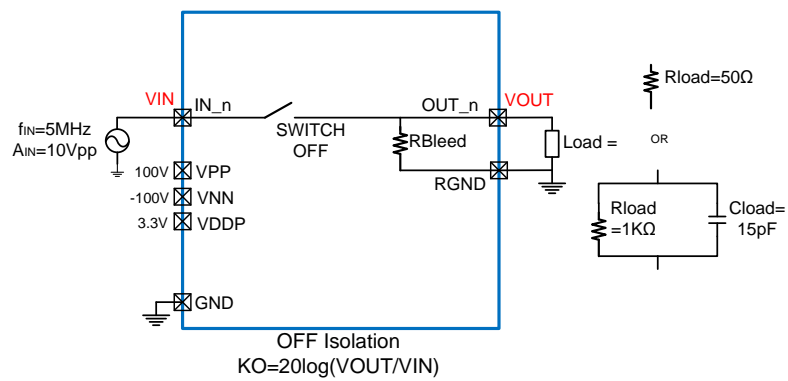 VIN
IN_n
fIN=5MHz
AIN=10Vpp
SWITCH
OFF
OUT_n
VOUT
RBleed
RGND
Load =
100V VPP
-100V VNN
3.3V VDDP
GND
Rload=50Ω
OR
Rload
=1KΩ
Cload=
15pF
OFF Isolation
KO=20log(VOUT/VIN)